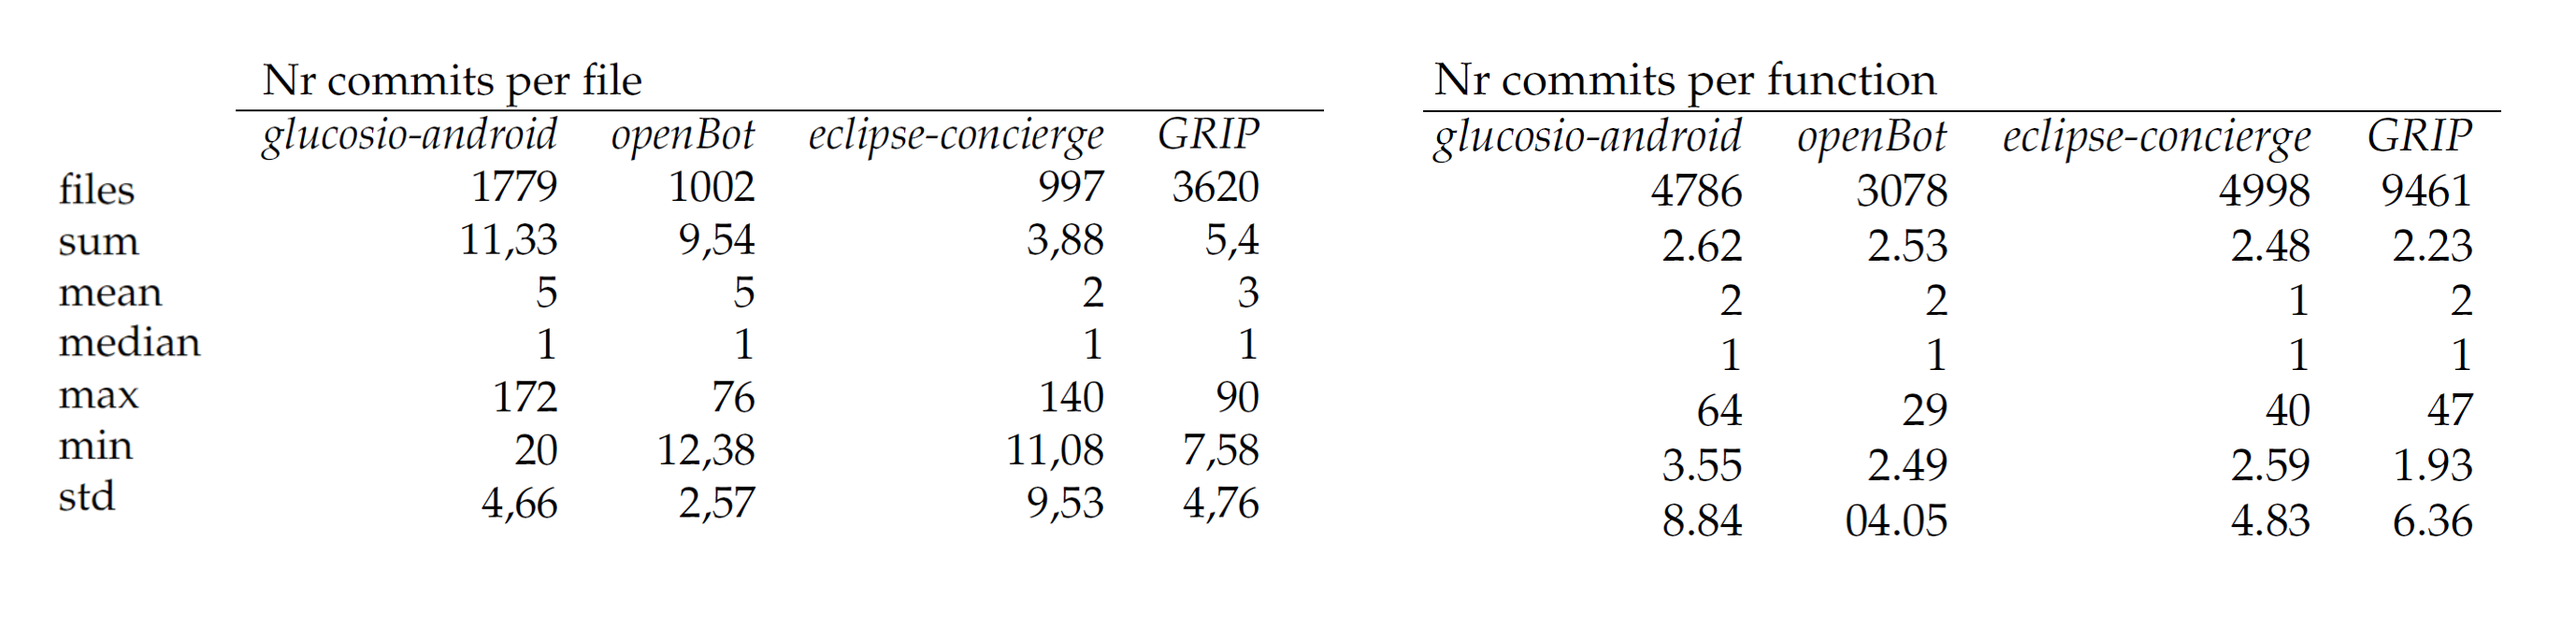 Nr commits per file Nr commits per function
glucosio-android openBot eclipse-concierge GRIP glucosio-android openBot eclipse-concierge GRIP
files 1779 1002 997 3620 4786 3078 4998 9461
sum 11,33 9,54 3,88 5,4 2.62 2.53 2.48 2.23
mean 5 5 2 3 2 2 1 2
median 1 1 1 1 1 1 1 1
max 172 76 140 90 64 29 40 47
min 20 12,38 11,08 7,58 3.55 2.49 2.59 1.93
std 4,66 2,57 9,53 4,76 8.84 04.05 4.83 6.36